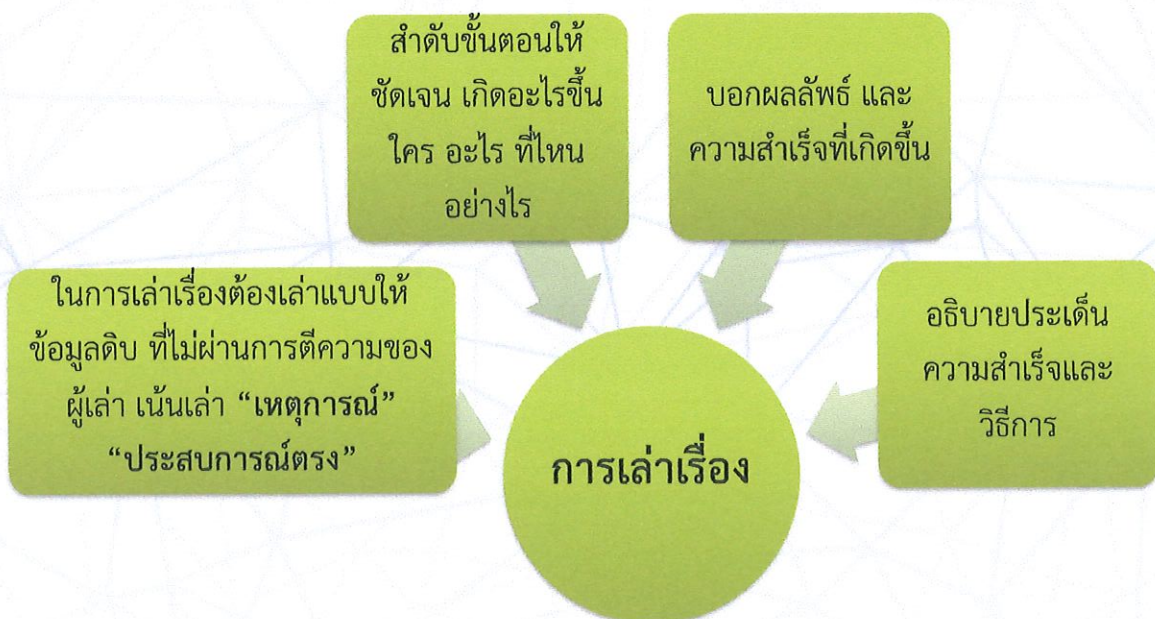 สำดับขั้นตอนให้
ชัดเจน เกิดอะไรขึ้น
ใคร อะไร ที่ไหน
อย่างไร
บอกผลลัพธ์ และ
ความสำเร็จที่เกิดขึ้น
ในการเล่าเรื่องต้องเล่าแบบให้
ข้อมูลดิบ ที่ไม่ผ่านการตีความของ
ผู้เล่า เน้นเล่า “เหตุการณ์”
“ประสบการณ์ตรง”
อธิบายประเด็น
ความสำเร็จและ
วิธีการ
การเล่าเรื่อง